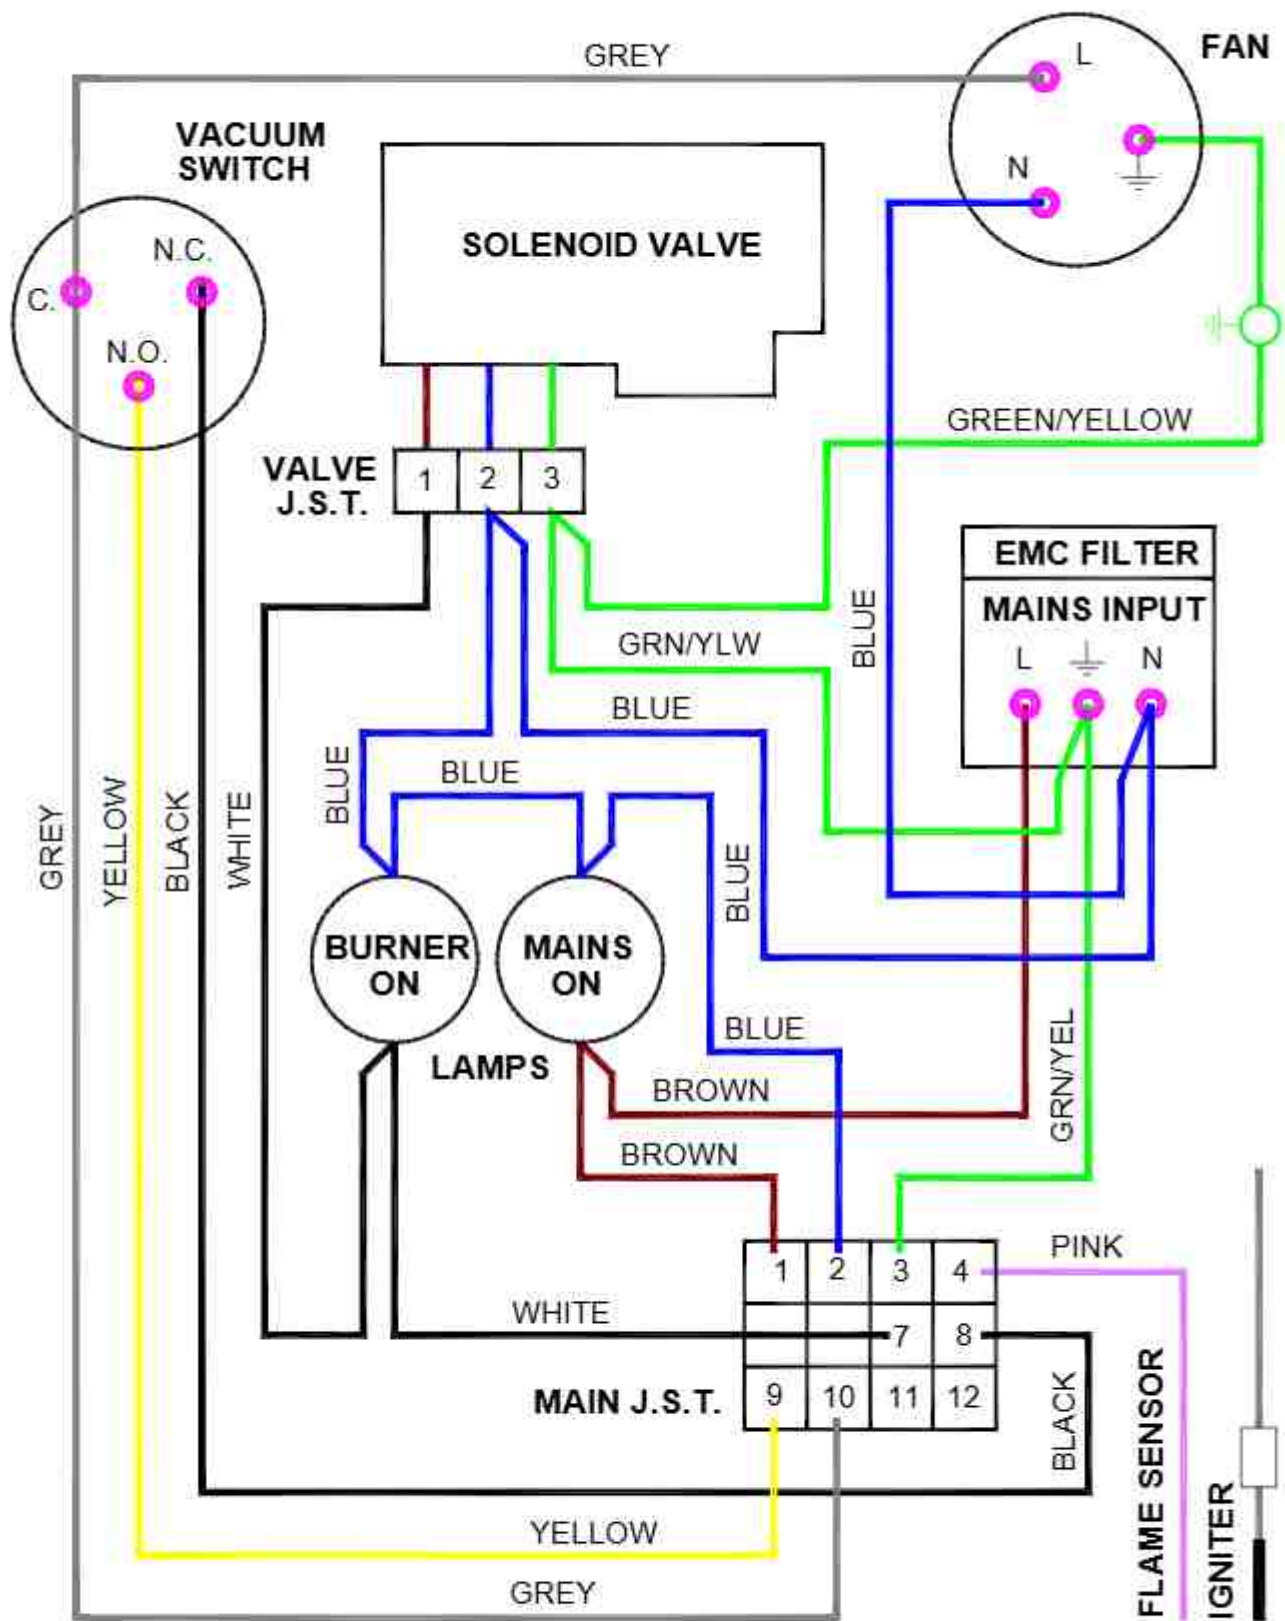 GREY
L
FAN
VACUUM
SWITCH
N
SOLENOID VALVE
N.C.
C.
N.O.
GREEN/YELLOW
VALVE
J.S.T.
1
2
3
EMC FILTER
MAINS INPUT
L
N
BLUE
GRN/YLW
BLUE
BLUE
BLUE
GREY
YELLOW
BLACK
WHITE
BLUE
BURNER
ON
MAINS
ON
BLUE
LAMPS
BROWN
GRN/YEL
BROWN
PINK
1
2
3
4
WHITE
7
8
MAIN J.S.T.
9
10
11
12
BLACK
FLAME SENSOR
IGNITER
YELLOW
GREY